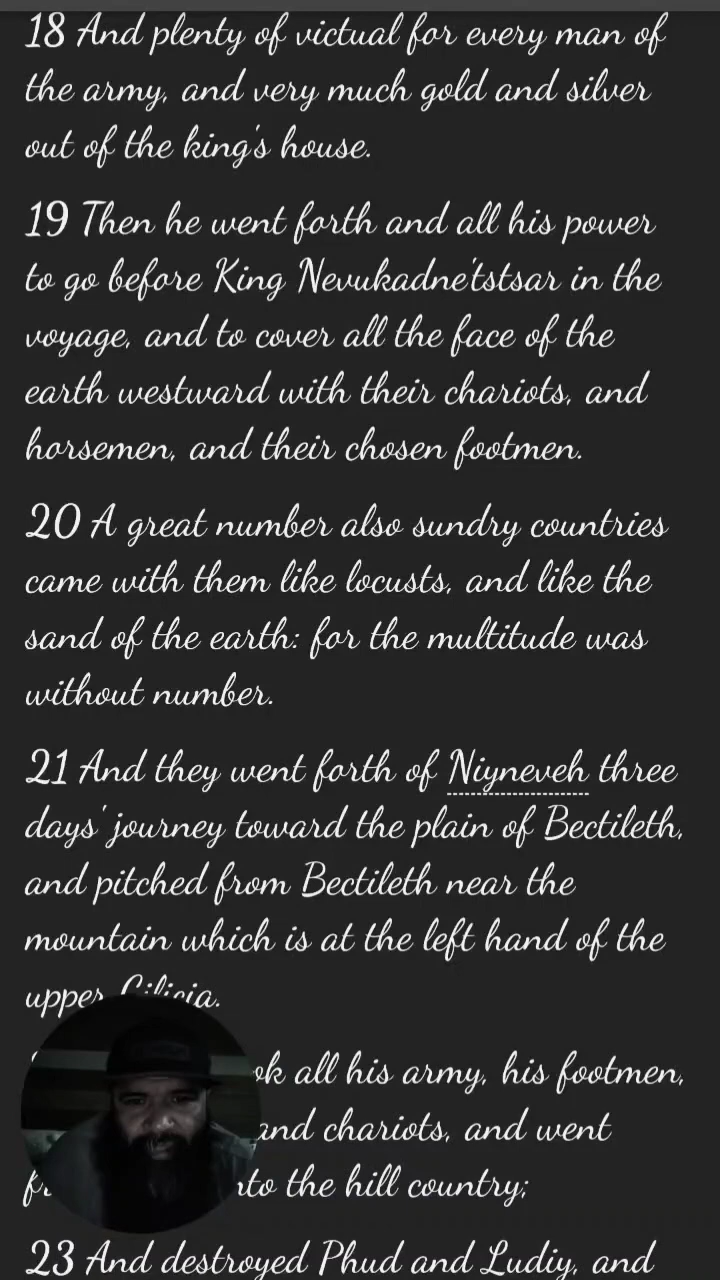 18 And plenty of victual for every man of
the army, and very much gold and silver
out of the king's house.
19 Then he went forth and all his power
to go before King Nevukadne'tstsar in the
voyage, and to cover all the face of the
earth westward with their chariots, and
horsemen, and their chosen footmen.
20 A great number also sundry countries
came with them like locusts, and like the
sand of the earth: for the multitude was
without number.
21 And they went forth of Niyneveh three
days' journey toward the plain of Bectileth,
and pitched from Bectileth near the
mountain which is at the left hand of the
upper Cilicia.
all his army, his footmen,
and chariots, and went
the hill country;
23 And destroyed Phud and Ludiy, and